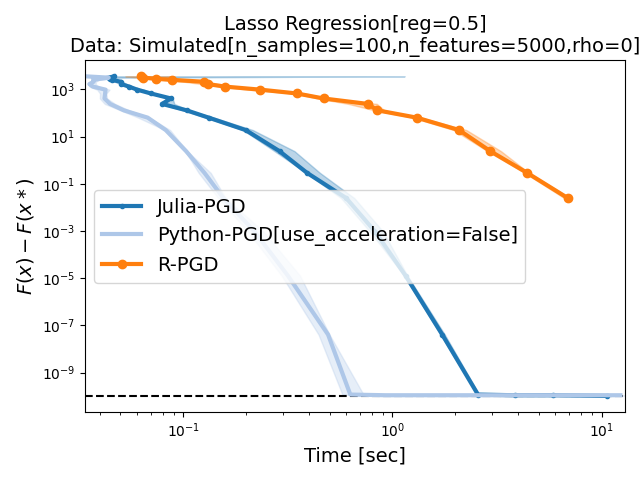 Lasso Regression[reg=0.5]
Data: Simulated[n_samples=100,n_features=5000,rho=0]
F(x) − F(x*)
10³
10¹
10⁻¹
10⁻³
10⁻⁵
10⁻⁷
10⁻⁹
Julia-PGD
Python-PGD[use_acceleration=False]
R-PGD
10⁻¹ 10⁰ 10¹
Time [sec]